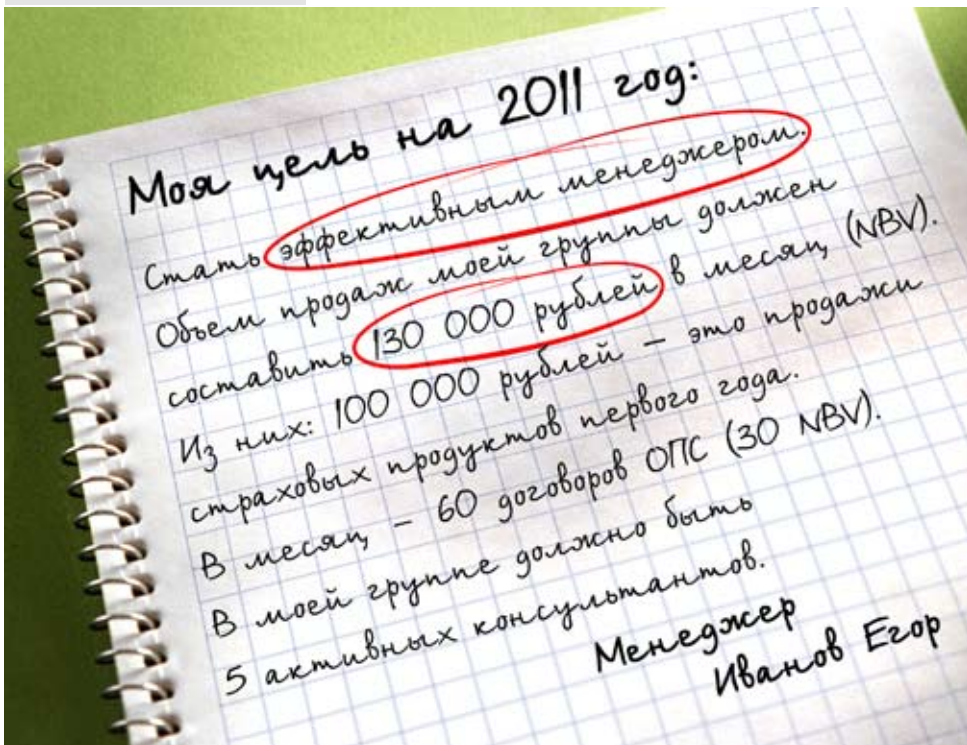 Моя цель на 2011 год:
Стать эффективным менеджером.
Объем продаж моей группы должен
составить 130 000 рублей в месяц (NBV).
Из них: 100 000 рублей – это продажи
страховых продуктов первого года.
В месяц – 60 договоров ОПС (30 NBV).
В моей группе должно быть
5 активных консультантов.
Менеджер
Иванов Егор